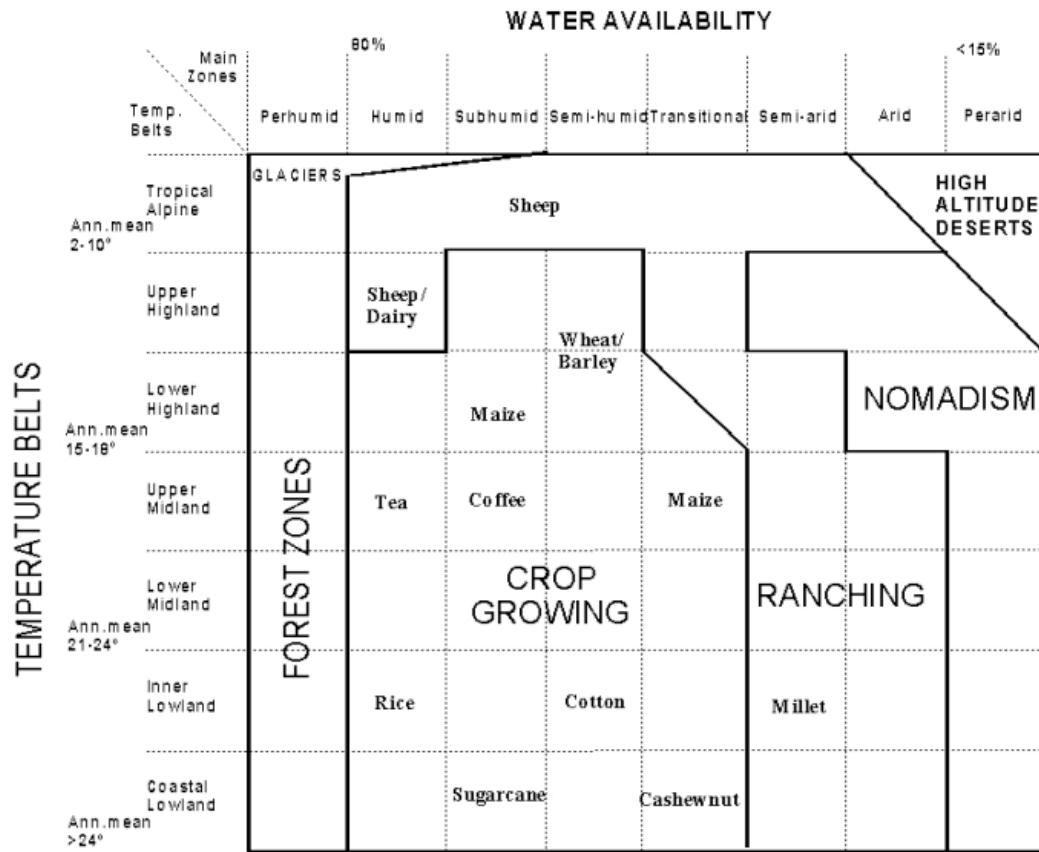 WATER AVAILABILITY
80%
<15%
Main
Zones
Temp.
Belts
Perhumid
Humid
Subhumid
Semi-humid
Transitional
Semi-arid
Arid
Perarid
GLACIERS
Tropical
Alpine
Sheep
HIGH
ALTITUDE
DESERTS
Ann.mean
2-10°
Upper
Highland
Sheep/
Dairy
Wheat/
Barley
Lower
Highland
Maize
NOMADISM
Ann.mean
15-18°
Upper
Midland
Tea
Coffee
Maize
TEMPERATURE BELTS
FOREST ZONES
Lower
Midland
CROP
GROWING
RANCHING
Ann.mean
21-24°
Inner
Lowland
Rice
Cotton
Millet
Coastal
Lowland
Sugarcane
Cashewnut
Ann.mean
>24°